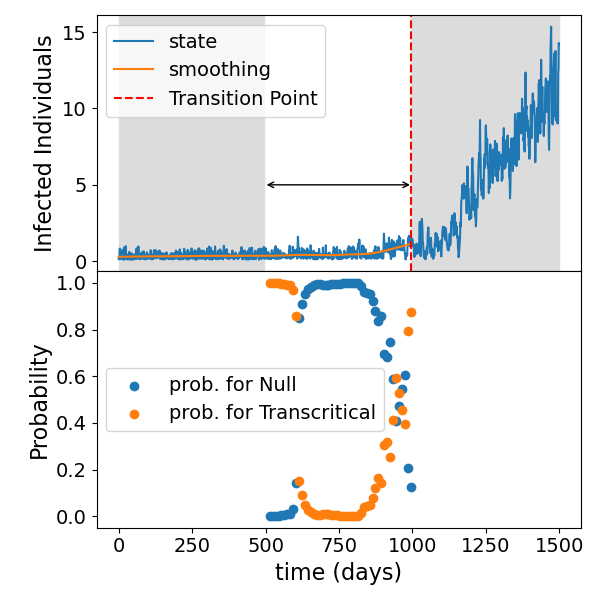 Infected Individuals
15
10
5
0
state
smoothing
Transition Point
Probability
1.0
0.8
0.6
0.4
0.2
0.0
prob. for Null
prob. for Transcritical
0 250 500 750 1000 1250 1500
time (days)